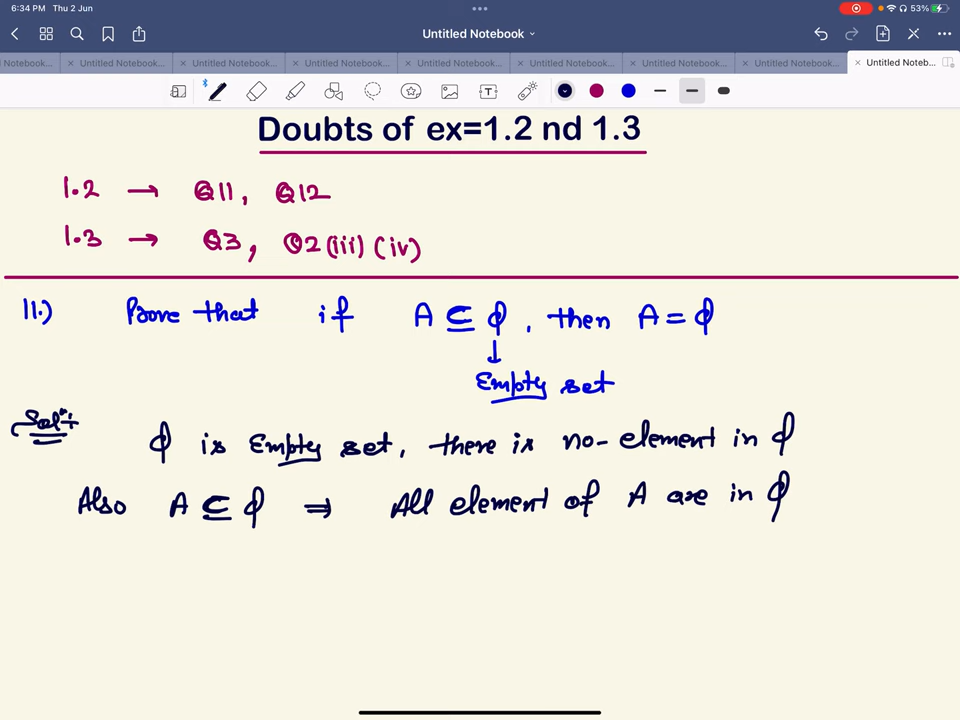 6:34 PM Thu 2 Jun 53%
Untitled Notebook
Notebook... × Untitled Notebook... × Untitled Notebook... × Untitled Notebook... × Untitled Notebook... × Untitled Notebook... × Untitled Notebook... × Untitled Notebook... × Untitled Noteb...
T
Doubts of ex=1.2 nd 1.3
1.2 → Q11, Q12
1.3 → Q3, Q2(iii)(iv)
11.) Prove that if A ⊆ ϕ, then A = ϕ
↓
Empty set
Solⁿ:
ϕ is Empty set, there is no-element in ϕ
Also A ⊆ ϕ ⇒ All element of A are in ϕ